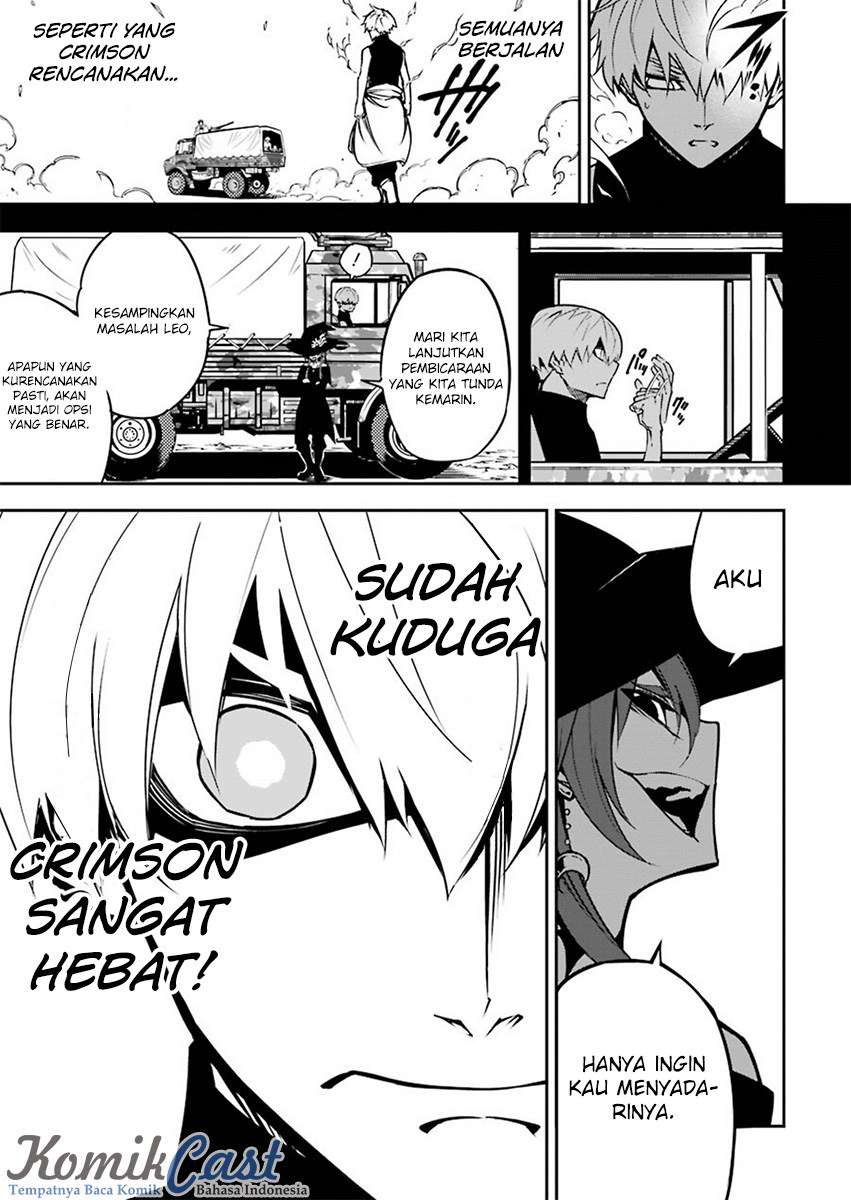 SEMUANYA
BERJALAN
SEPERTI YANG
CRIMSON
RENCANAKAN...
!
MARI KITA
LANJUTKAN
PEMBICARAAN
YANG KITA TUNDA
KEMARIN.
KESAMPINGKAN
MASALAH LEO,
APAPUN YANG
KURENCANAKAN
PASTI, AKAN
MENJADI OPSI
YANG BENAR.
AKU
HANYA INGIN
KAU MENYADA-
RINYA.
SUDAH
KUDUGA
CRIMSON
SANGAT
HEBAT!
KomikCast
Tempatnya Baca Komik Bahasa Indonesia